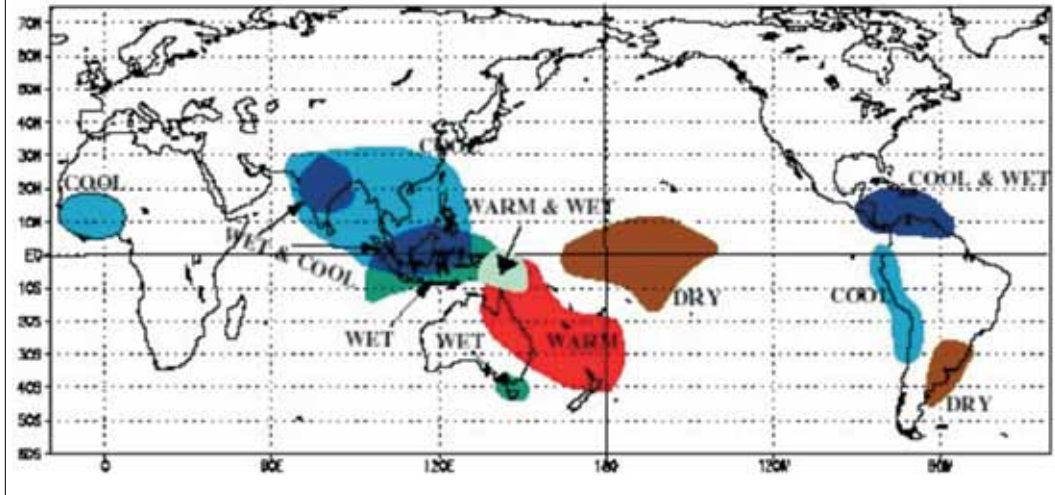 70N
60N
50N
40N
30N
20N
10N
EQ
10S
20S
30S
40S
50S
60S
0
60E
120E
180
120W
60W
COOL
COOL
WET & COOL
WARM & WET
COOL & WET
WET
WET
WARM
DRY
COOL
DRY